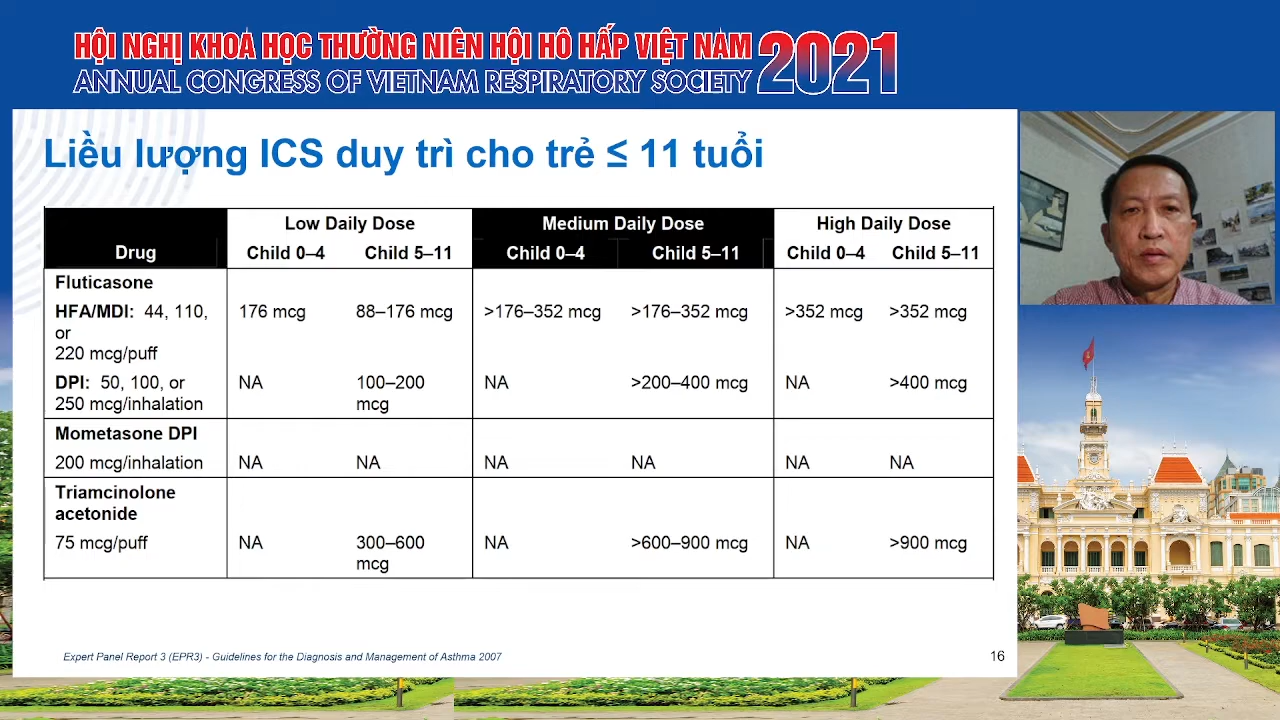 HỘI NGHỊ KHOA HỌC THƯỜNG NIÊN HỘI HÔ HẤP VIỆT NAM 2021
ANNUAL CONGRESS OF VIETNAM RESPIRATORY SOCIETY
Liều lượng ICS duy trì cho trẻ ≤ 11 tuổi
Low Daily Dose Medium Daily Dose High Daily Dose
Drug Child 0–4 Child 5–11 Child 0–4 Child 5–11 Child 0–4 Child 5–11
Fluticasone
HFA/MDI: 44, 110, 176 mcg 88–176 mcg >176–352 mcg >176–352 mcg >352 mcg >352 mcg
or
220 mcg/puff
DPI: 50, 100, or NA 100–200 NA >200–400 mcg NA >400 mcg
250 mcg/inhalation mcg
Mometasone DPI
200 mcg/inhalation NA NA NA NA NA NA
Triamcinolone
acetonide
75 mcg/puff NA 300–600 NA >600–900 mcg NA >900 mcg
mcg
Expert Panel Report 3 (EPR3) - Guidelines for the Diagnosis and Management of Asthma 2007
16